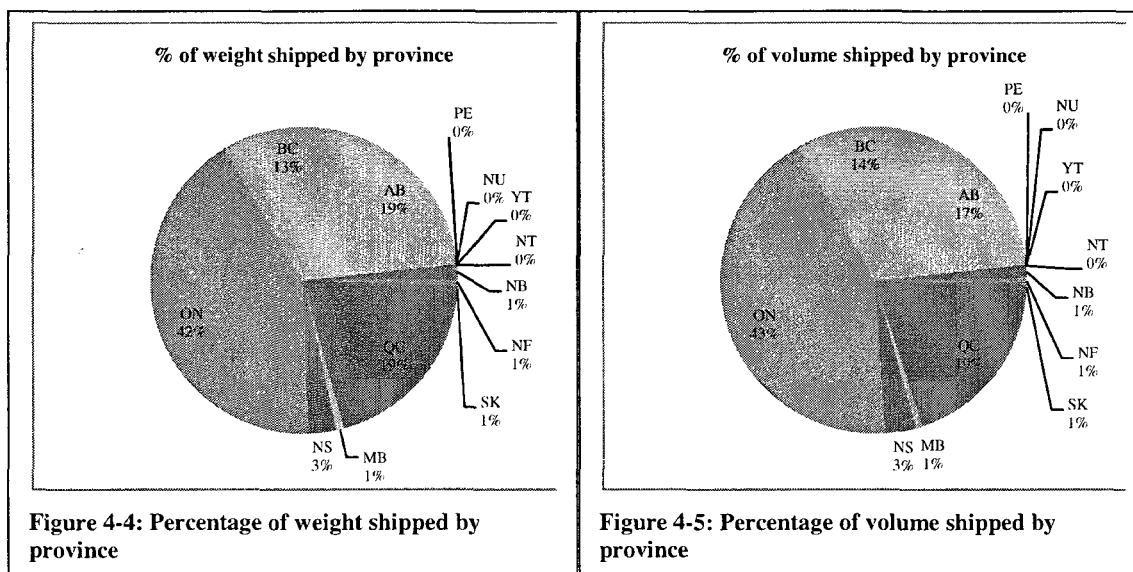 % of weight shipped by province
PE
0%
BC
13%
AB
19%
NU
0%
YT
0%
NT
0%
NB
1%
ON
42%
QC
19%
NF
1%
SK
1%
NS
3%
MB
1%
Figure 4-4: Percentage of weight shipped by
province
% of volume shipped by province
PE
0%
NU
0%
BC
14%
YT
0%
AB
17%
NT
0%
NB
1%
ON
43%
QC
19%
NF
1%
SK
1%
NS
3%
MB
1%
Figure 4-5: Percentage of volume shipped by
province